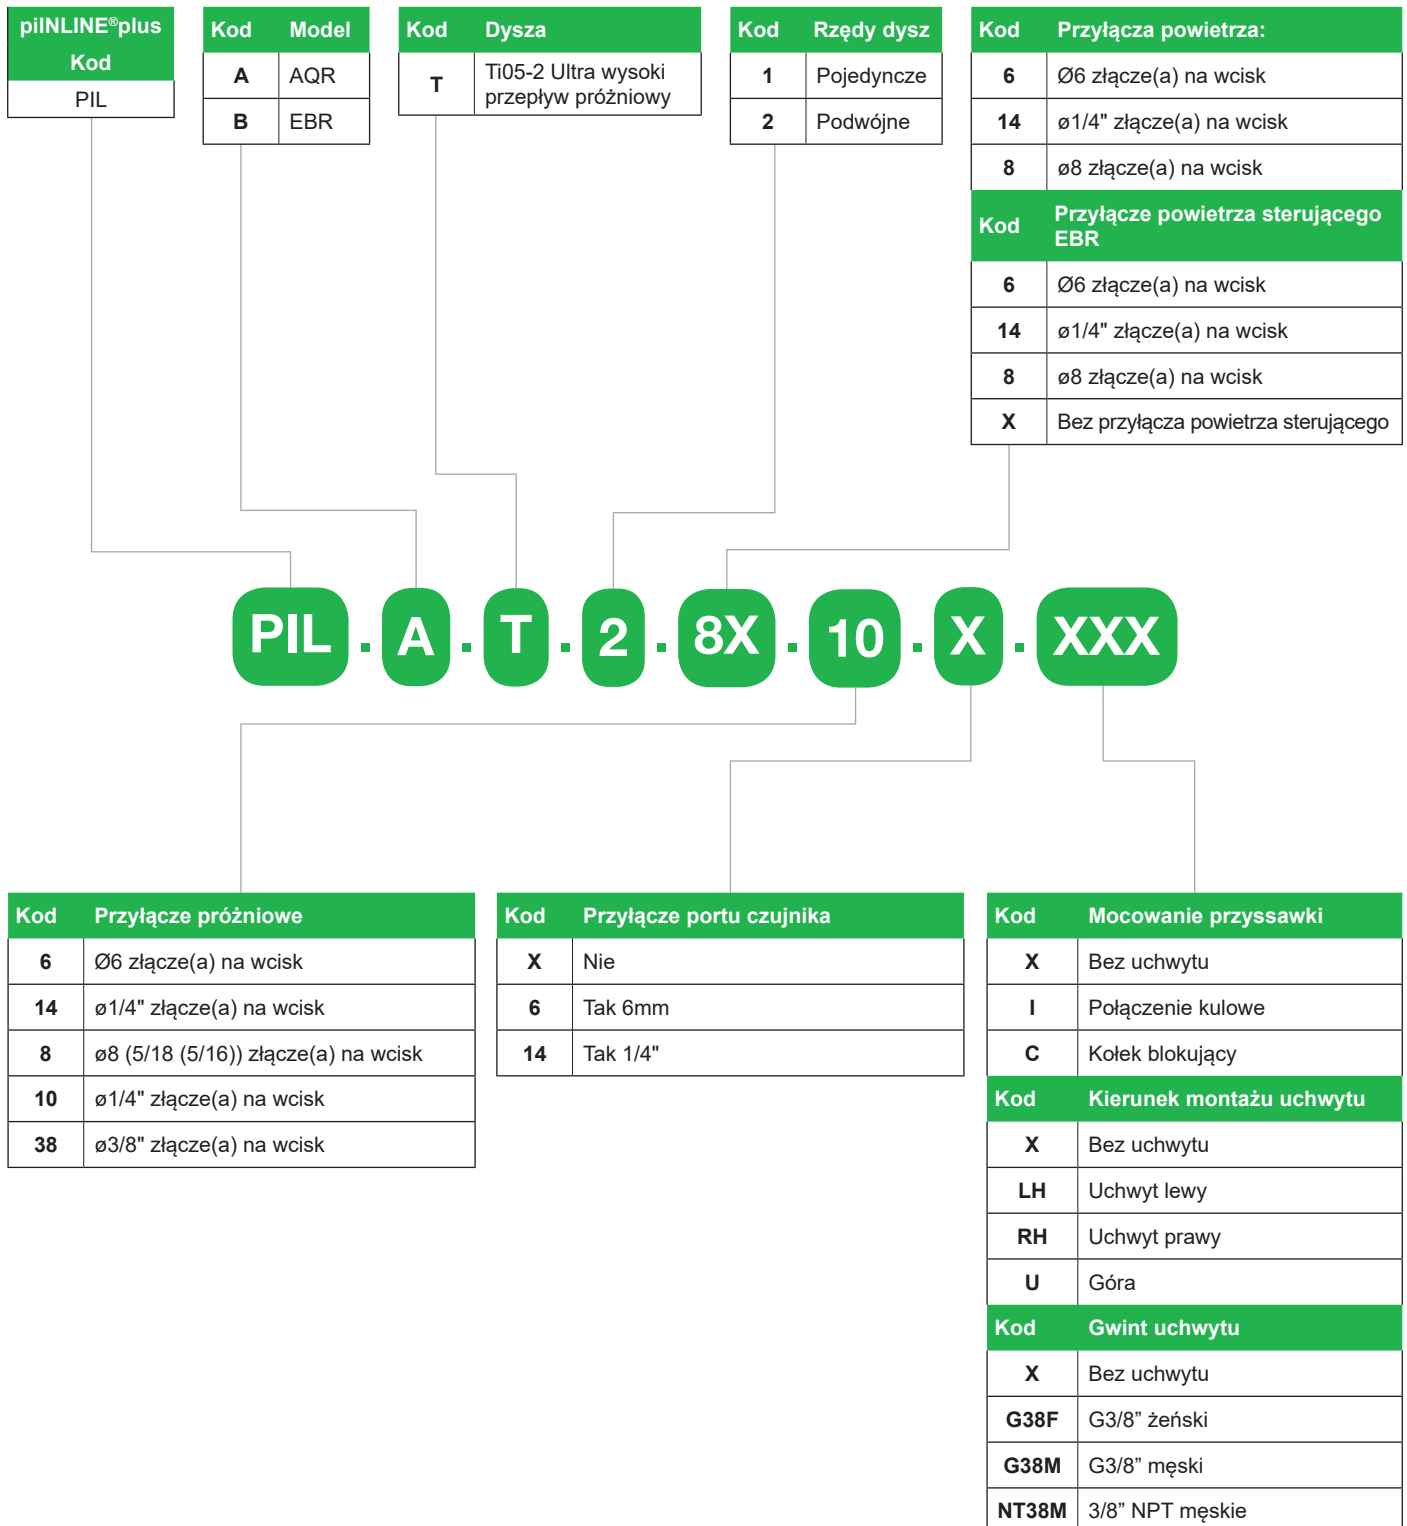 piINLINE®plus
Kod
PIL
Kod Model
A AQR
B EBR
Kod Dysza
T Ti05-2 Ultra wysoki
przepływ próżniowy
Kod Rzędy dysz
1 Pojedyncze
2 Podwójne
Kod Przyłącza powietrza:
6 Ø6 złącze(a) na wcisk
14 ø1/4" złącze(a) na wcisk
8 ø8 złącze(a) na wcisk
Kod Przyłącze powietrza sterującego
EBR
6 Ø6 złącze(a) na wcisk
14 ø1/4" złącze(a) na wcisk
8 ø8 złącze(a) na wcisk
X Bez przyłącza powietrza sterującego
PIL . A . T . 2 . 8X . 10 . X . XXX
Kod Przyłącze próżniowe
6 Ø6 złącze(a) na wcisk
14 ø1/4" złącze(a) na wcisk
8 ø8 (5/18 (5/16)) złącze(a) na wcisk
10 ø1/4" złącze(a) na wcisk
38 ø3/8" złącze(a) na wcisk
Kod Przyłącze portu czujnika
X Nie
6 Tak 6mm
14 Tak 1/4"
Kod Mocowanie przyssawki
X Bez uchwytu
I Połączenie kulowe
C Kołek blokujący
Kod Kierunek montażu uchwytu
X Bez uchwytu
LH Uchwyt lewy
RH Uchwyt prawy
U Góra
Kod Gwint uchwytu
X Bez uchwytu
G38F G3/8” żeński
G38M G3/8” męski
NT38M 3/8” NPT męskie